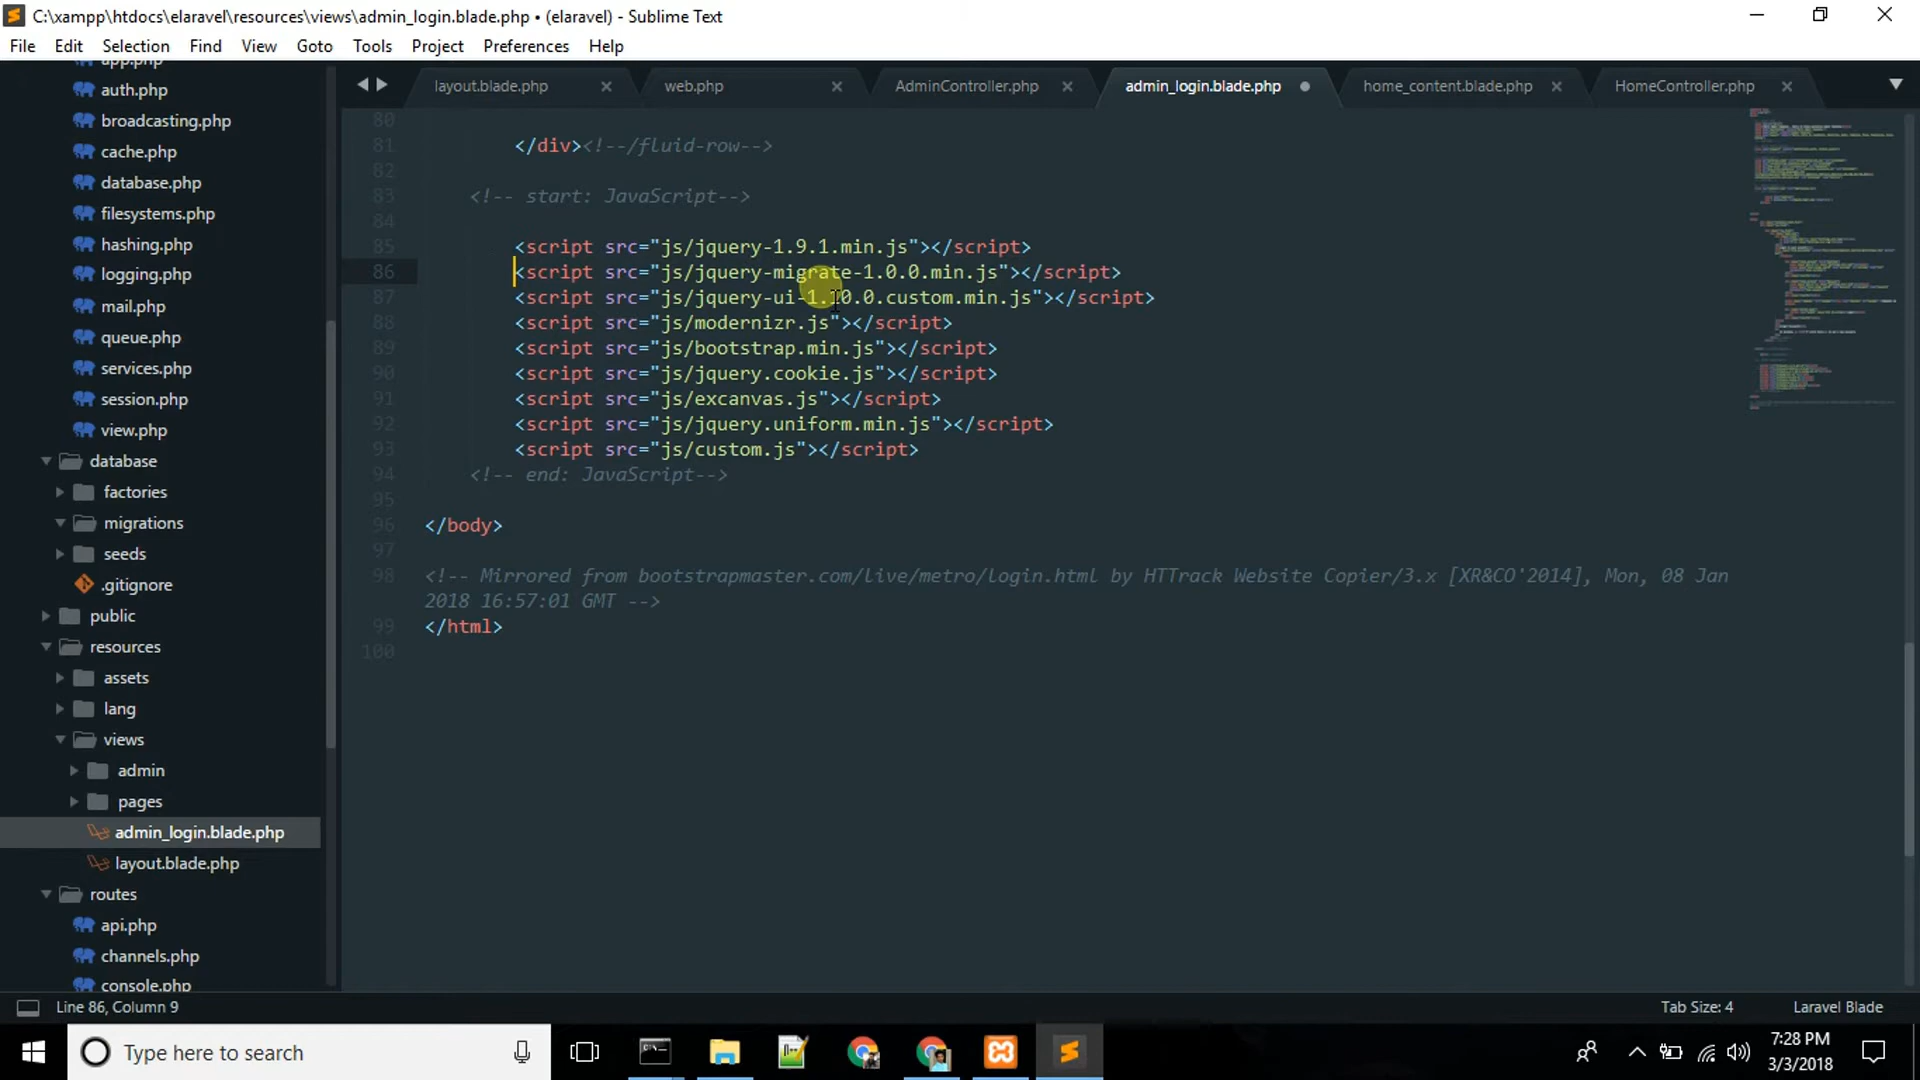 C:\xampp\htdocs\elaravel\resources\views\admin_login.blade.php • (elaravel) - Sublime Text
File Edit Selection Find View Goto Tools Project Preferences Help
layout.blade.php web.php AdminController.php admin_login.blade.php home_content.blade.php HomeController.php
app.php
auth.php
broadcasting.php
cache.php
database.php
filesystems.php
hashing.php
logging.php
mail.php
queue.php
services.php
session.php
view.php
database
factories
migrations
seeds
.gitignore
public
resources
assets
lang
views
admin
pages
admin_login.blade.php
layout.blade.php
routes
api.php
channels.php
console.php
80
81 </div><!--/fluid-row-->
82
83 <!-- start: JavaScript-->
84
85 <script src="js/jquery-1.9.1.min.js"></script>
86 <script src="js/jquery-migrate-1.0.0.min.js"></script>
87 <script src="js/jquery-ui-1.10.0.custom.min.js"></script>
88 <script src="js/modernizr.js"></script>
89 <script src="js/bootstrap.min.js"></script>
90 <script src="js/jquery.cookie.js"></script>
91 <script src="js/excanvas.js"></script>
92 <script src="js/jquery.uniform.min.js"></script>
93 <script src="js/custom.js"></script>
94 <!-- end: JavaScript-->
95
96 </body>
97
98 <!-- Mirrored from bootstrapmaster.com/live/metro/login.html by HTTrack Website Copier/3.x [XR&CO'2014], Mon, 08 Jan
2018 16:57:01 GMT -->
99 </html>
100
Line 86, Column 9 Tab Size: 4 Laravel Blade
Type here to search
7:28 PM
3/3/2018